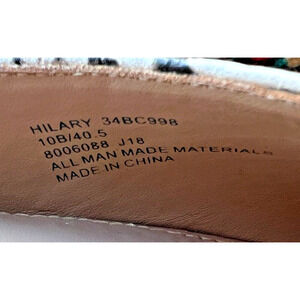 HILARY 34BC998
10B/40.5
8006088 J18
ALL MAN MADE MATERIALS
MADE IN CHINA